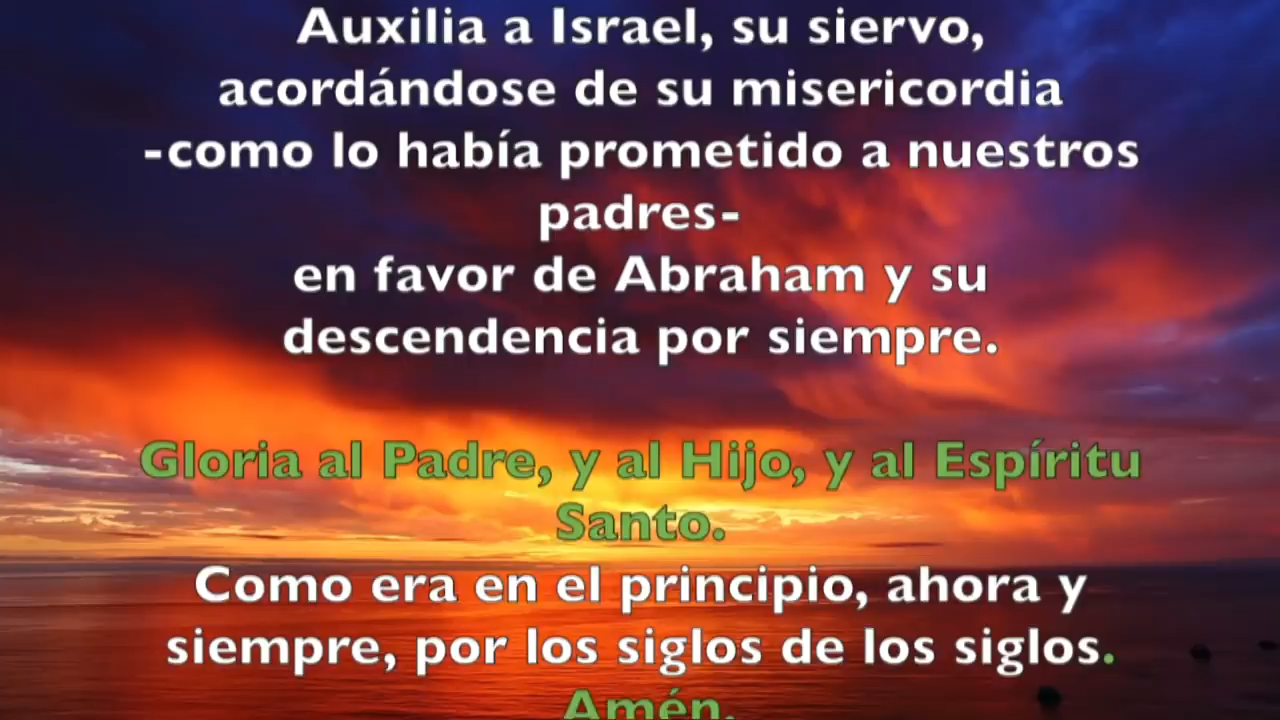 Auxilia a Israel, su siervo,
acordándose de su misericordia
-como lo había prometido a nuestros
padres-
en favor de Abraham y su
descendencia por siempre.
Gloria al Padre, y al Hijo, y al Espíritu
Santo.
Como era en el principio, ahora y
siempre, por los siglos de los siglos.
Amén.